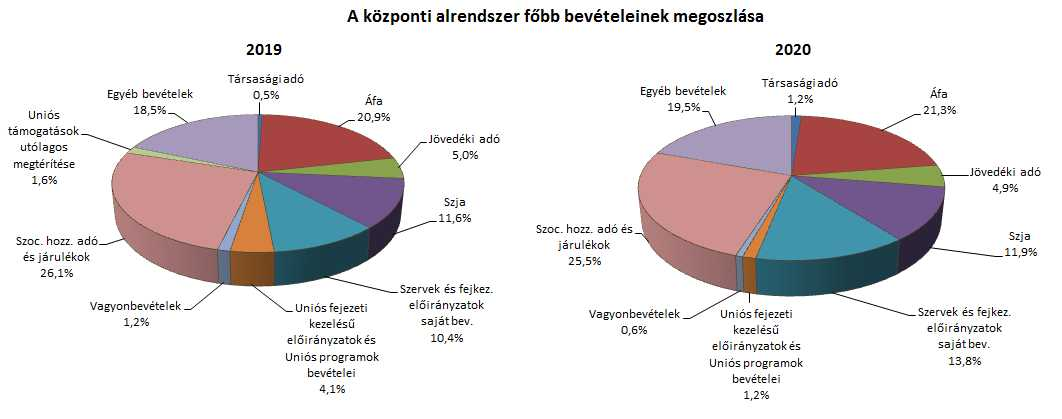 A központi alrendszer főbb bevételeinek megoszlása
2019
Társasági adó
0,5%
Áfa
20,9%
Jövedéki adó
5,0%
Szja
11,6%
Szervek és fejkez.
előirányzatok
saját bev.
10,4%
Uniós fejezeti
kezelésű
előirányzatok és
Uniós programok
bevételei
4,1%
Vagyonbevételek
1,2%
Szoc. hozz. adó
és járulékok
26,1%
Uniós
támogatások
utólagos
megtérítése
1,6%
Egyéb bevételek
18,5%
2020
Társasági adó
1,2%
Áfa
21,3%
Jövedéki adó
4,9%
Szja
11,9%
Szervek és fejkez.
előirányzatok
saját bev.
13,8%
Uniós fejezeti
kezelésű
előirányzatok és
Uniós programok
bevételei
1,2%
Vagyonbevételek
0,6%
Szoc. hozz. adó és
járulékok
25,5%
Egyéb bevételek
19,5%